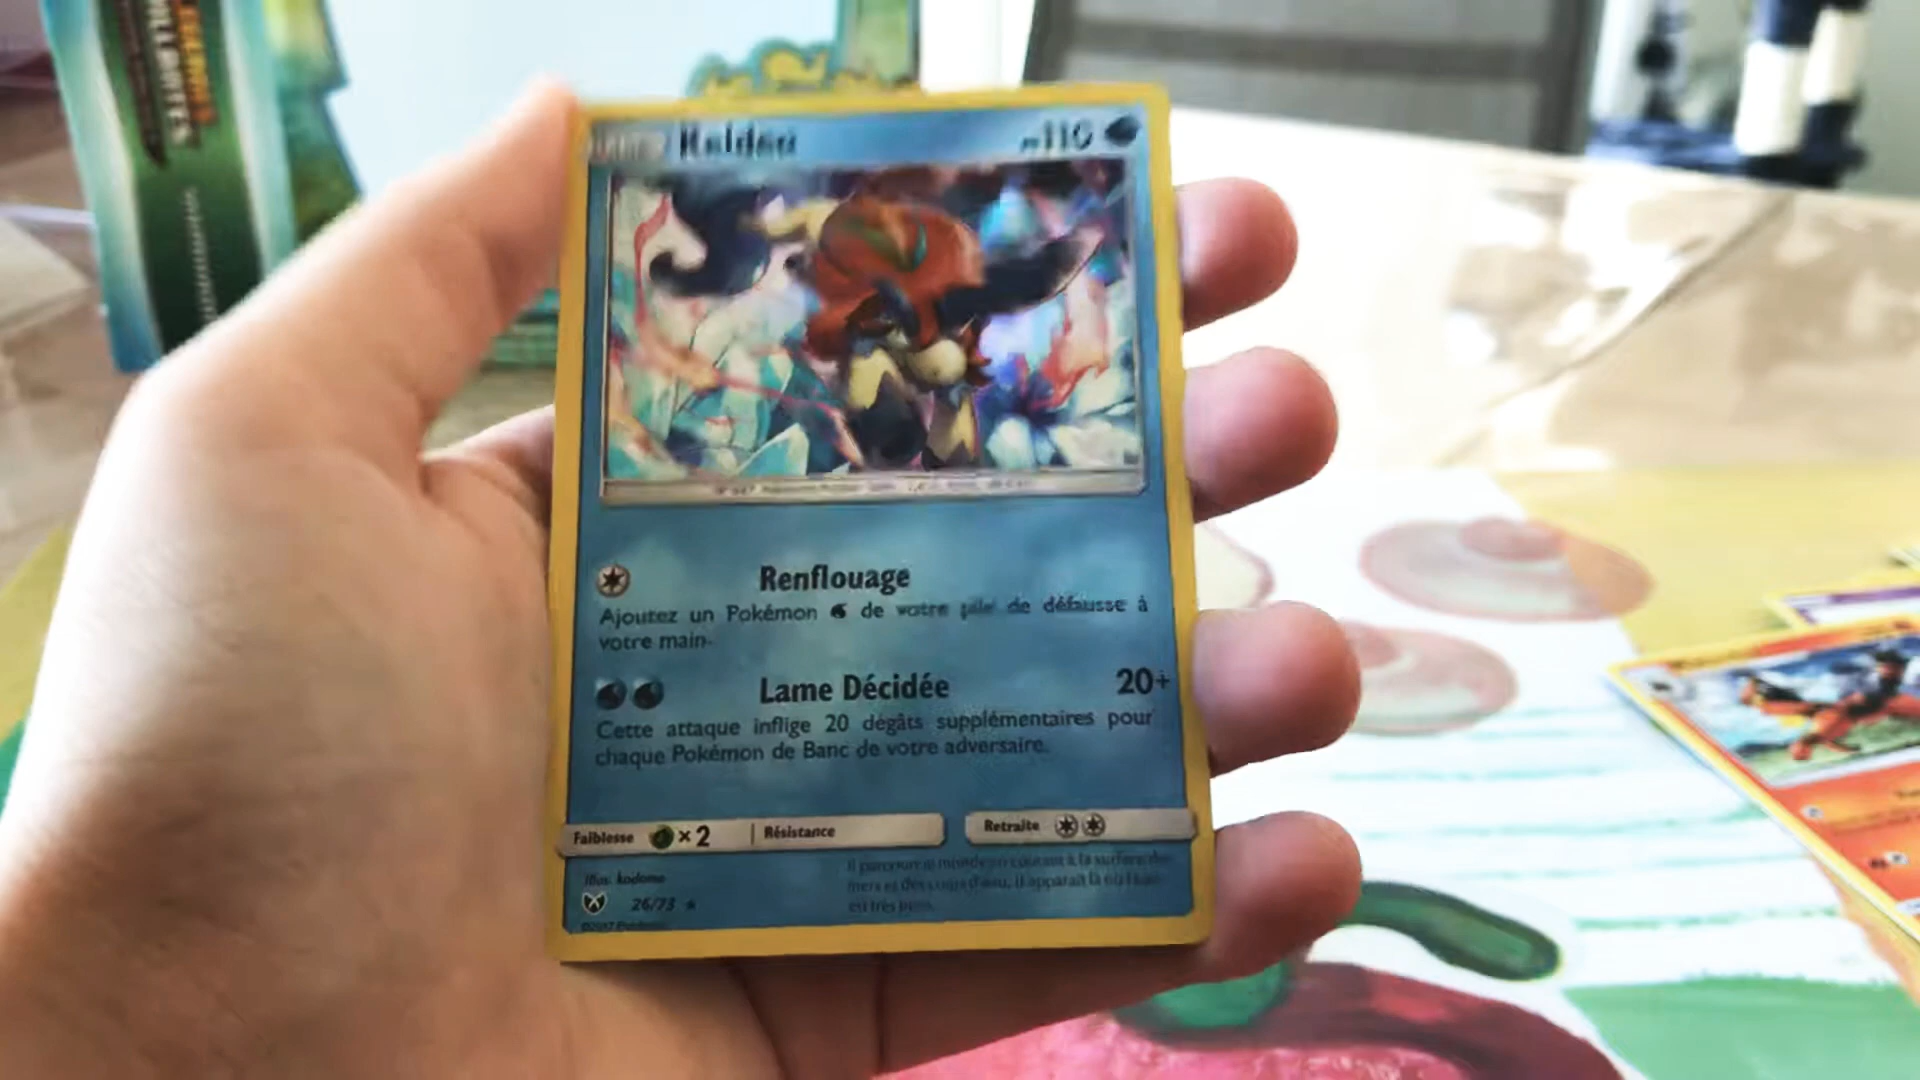 Keldeo
PV110
Renflouage
Ajoutez un Pokémon de votre pile de défausse à
votre main.
Lame Décidée 20+
Cette attaque inflige 20 dégâts supplémentaires pour
chaque Pokémon de Banc de votre adversaire.
Faiblesse ×2 Résistance Retraite
Illus. kodama
26/73